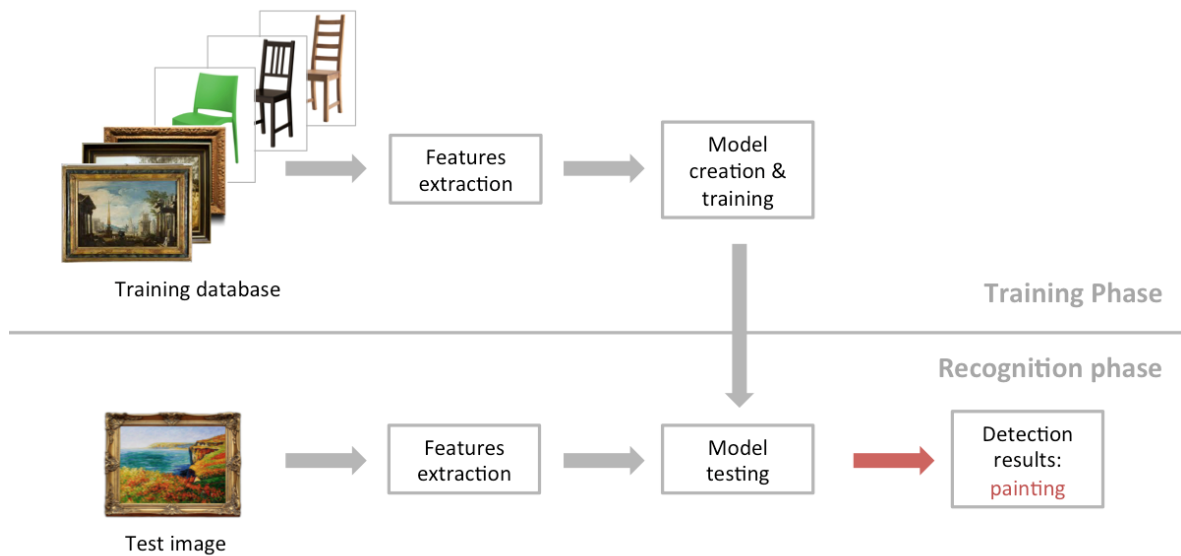 Features
extraction
Model
creation &
training
Training database
Training Phase
Recognition phase
Features
extraction
Model
testing
Detection
results:
painting
Test image